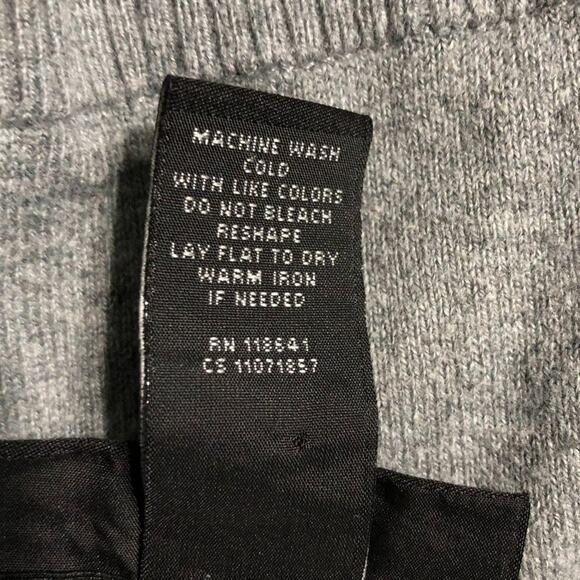 MACHINE WASH
COLD
WITH LIKE COLORS
DO NOT BLEACH
RESHAPE
LAY FLAT TO DRY
WARM IRON
IF NEEDED
RN 118641
CS 11071857